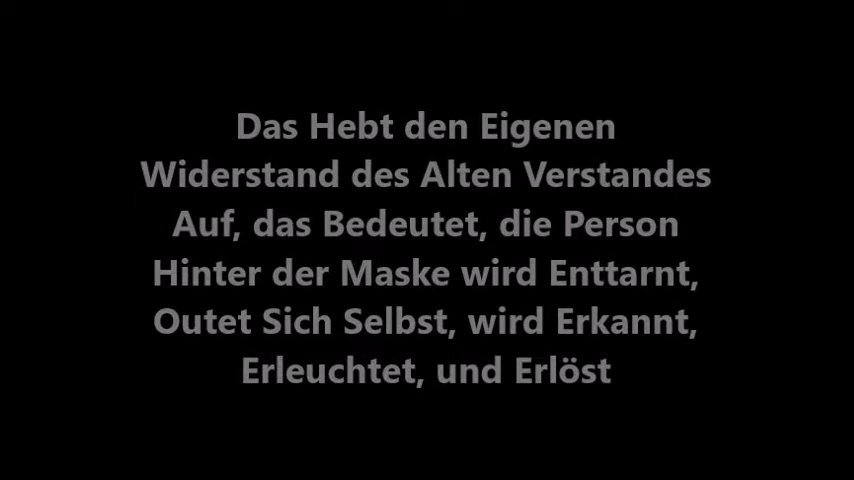 Das Hebt den Eigenen
Widerstand des Alten Verstandes
Auf, das Bedeutet, die Person
Hinter der Maske wird Enttarnt,
Outet Sich Selbst, wird Erkannt,
Erleuchtet, und Erlöst